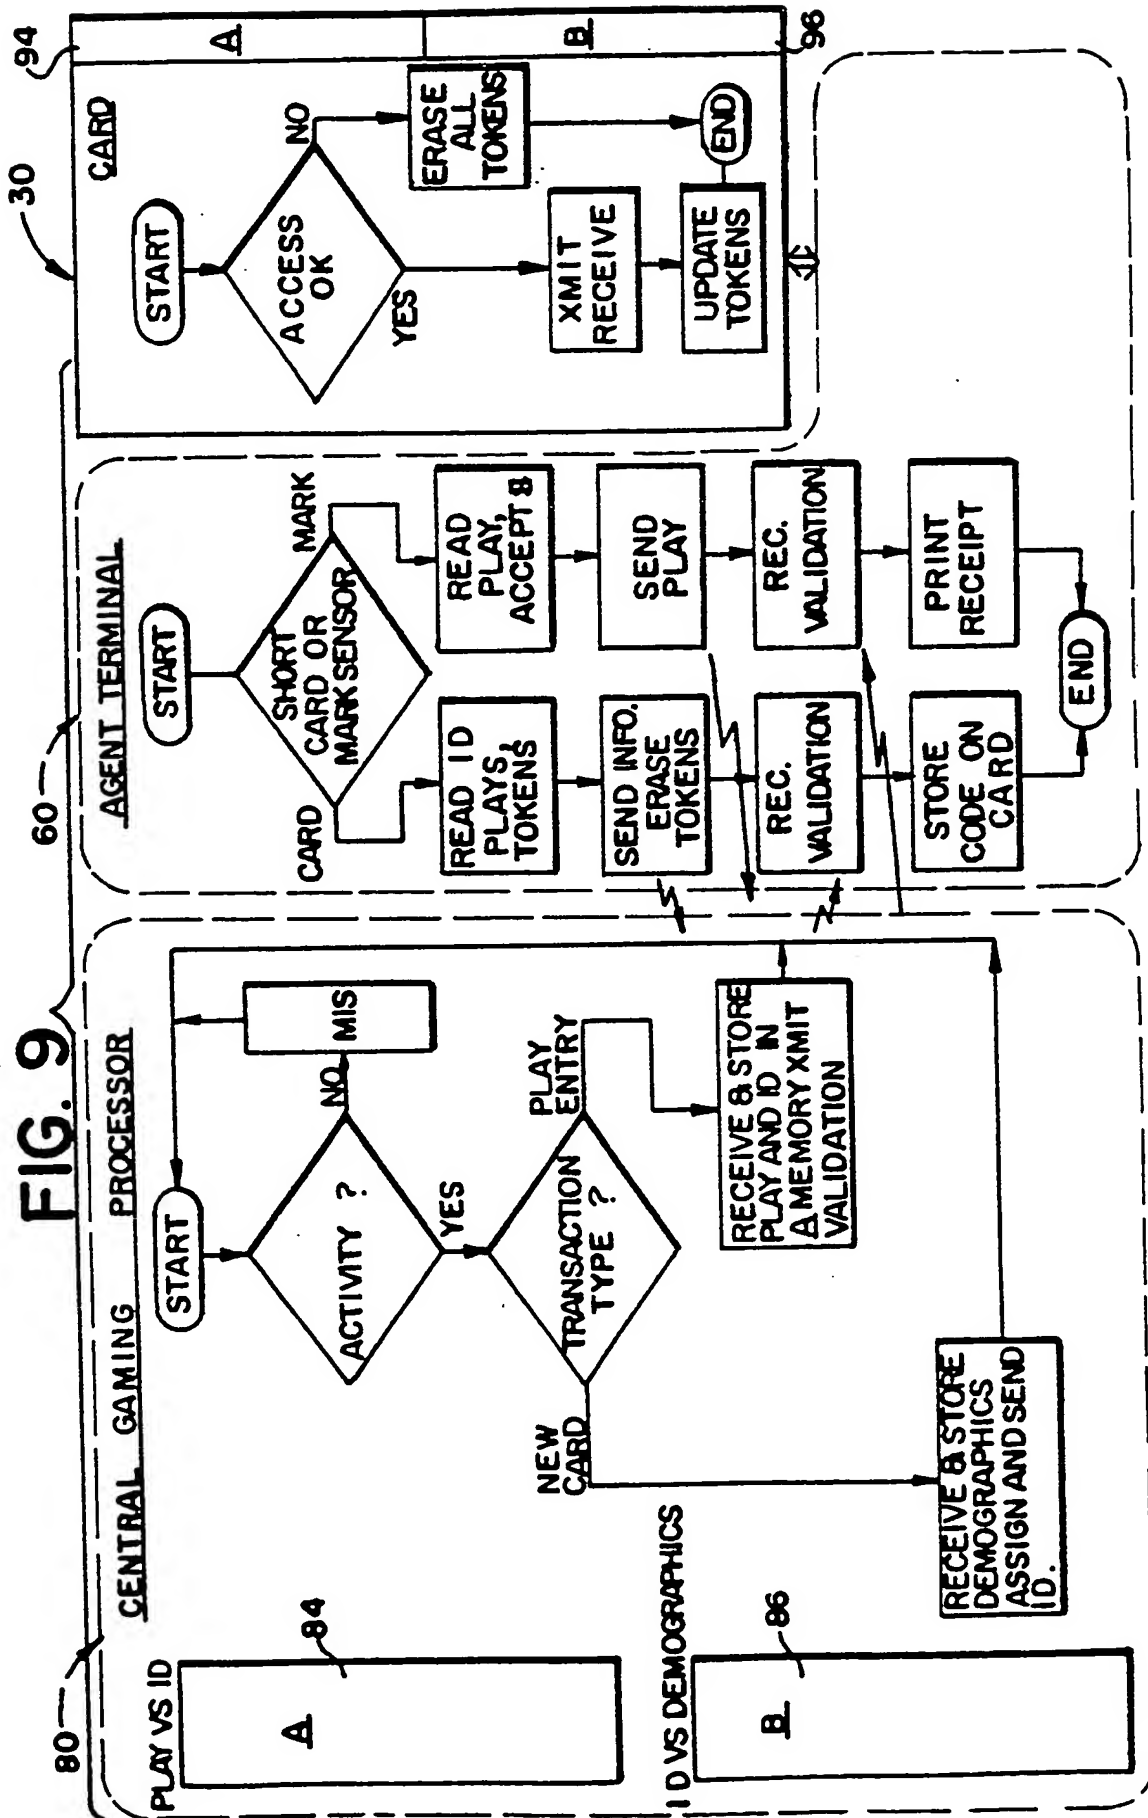 FIG. 9
80
CENTRAL GAMING PROCESSOR
PLAY VS ID
A
84
ID VS DEMOGRAPHICS
B
86
START
ACTIVITY ?
NO
MIS
YES
TRANSACTION
TYPE ?
NEW
CARD
PLAY
ENTRY
RECEIVE & STORE
PLAY AND ID IN
A MEMORY XMIT
VALIDATION
RECEIVE & STORE
DEMOGRAPHICS
ASSIGN AND SEND
ID.
60
AGENT TERMINAL
START
SHORT
CARD OR
MARK SENSOR
CARD
MARK
READ ID
PLAYS,
TOKENS
READ
PLAY,
ACCEPT
SEND INFO.
ERASE
TOKENS
SEND
PLAY
REC.
VALIDATION
REC.
VALIDATION
STORE
CODE ON
CARD
PRINT
RECEIPT
END
30
CARD
94
START
ACCESS
OK
NO
YES
ERASE
ALL
TOKENS
XMIT
RECEIVE
UPDATE
TOKENS
END
A
B
96